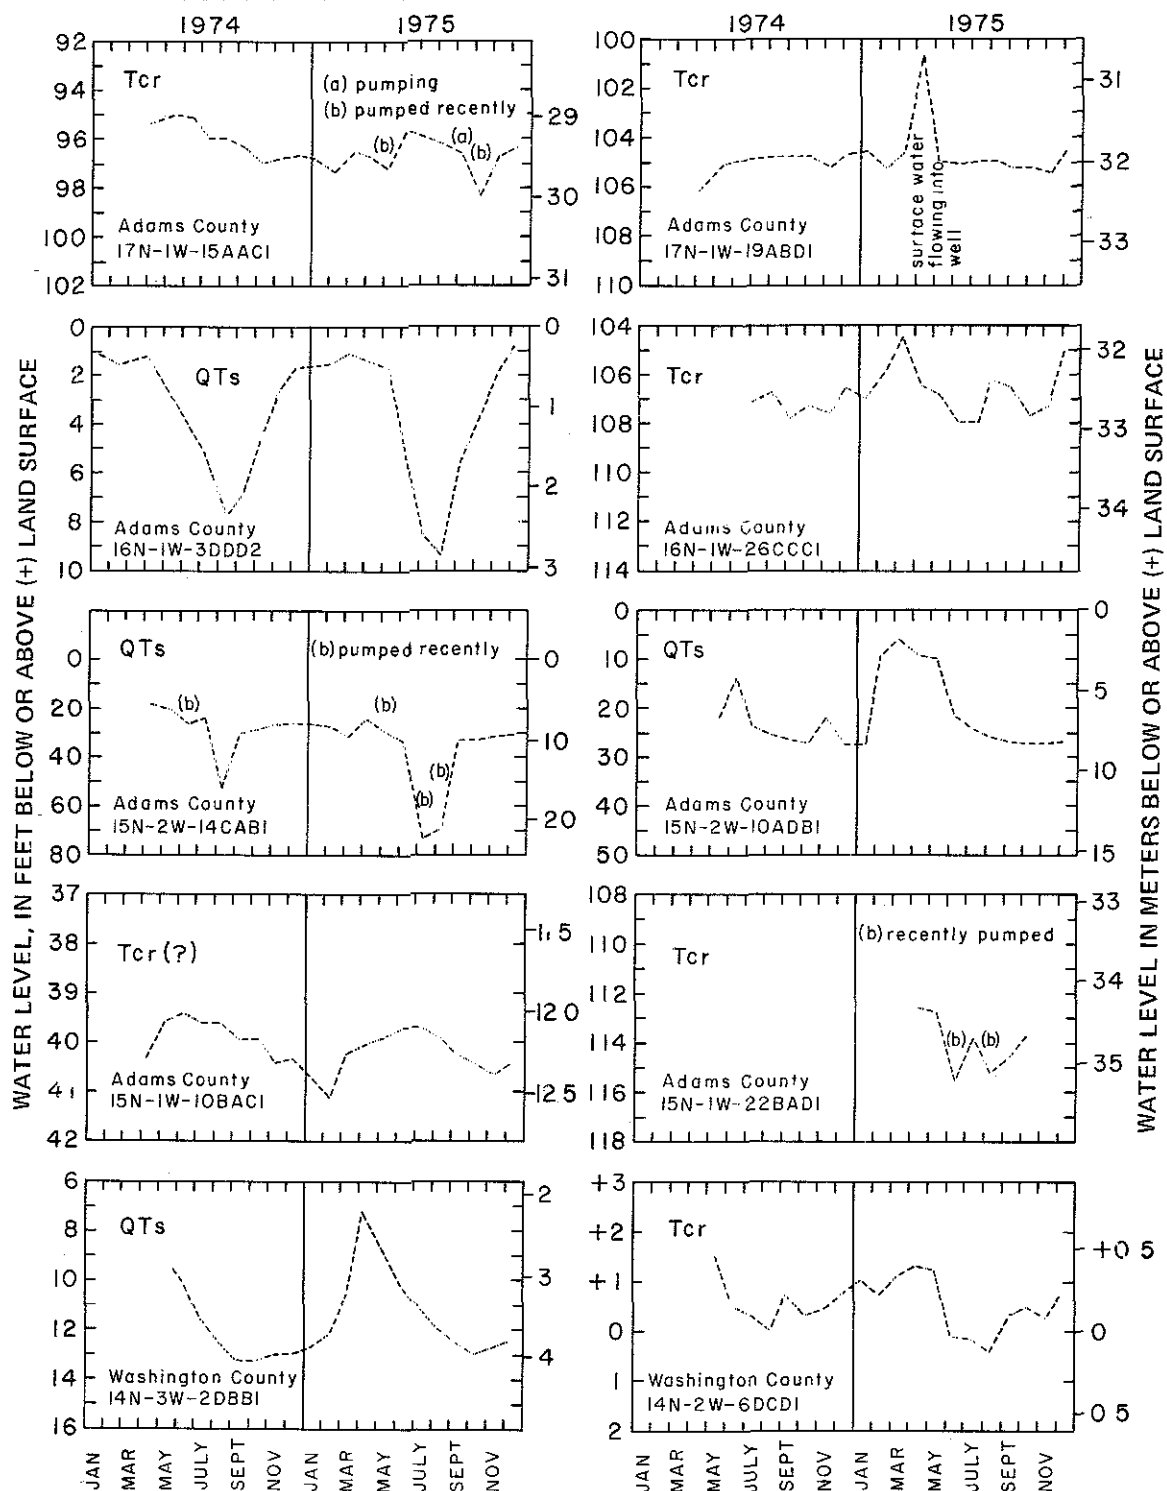 1974
1975
1974
1975
WATER LEVEL, IN FEET BELOW OR ABOVE (+) LAND SURFACE
WATER LEVEL IN METERS BELOW OR ABOVE (+) LAND SURFACE
92
94
96
98
100
102
Tcr
(a) pumping
(b) pumped recently
(b)
(a)
(b)
Adams County
17N-1W-15AAC1
29
30
31
100
102
104
106
108
110
Tcr
surface water
flowing into
well
Adams County
17N-1W-19ABD1
31
32
33
0
2
4
6
8
10
QTs
Adams County
16N-1W-3DDD2
0
1
2
3
104
106
108
110
112
114
Tcr
Adams County
16N-1W-26CCC1
32
33
34
0
20
40
60
80
QTs
(b) pumped recently
(b)
(b)
(b)
(b)
Adams County
15N-2W-14CAB1
0
10
20
0
10
20
30
40
50
QTs
Adams County
15N-2W-10ADB1
0
5
10
15
37
38
39
40
41
42
Tcr (?)
Adams County
15N-1W-10BAC1
11.5
12 0
12.5
108
110
112
114
116
118
Tcr
(b) recently pumped
(b)
(b)
Adams County
15N-1W-22BAD1
33
34
35
6
8
10
12
13
16
QTs
Washington County
14N-3W-2DBB1
2
3
4
+3
+2
+1
0
1
2
Tcr
Washington County
14N-2W-6DCD1
+0 5
0
0 5
JAN
MAR
MAY
JULY
SEPT
NOV
JAN
MAR
MAY
JULY
SEPT
NOV
JAN
MAR
MAY
JULY
SEPT
NOV
JAN
MAR
MAY
JULY
SEPT
NOV